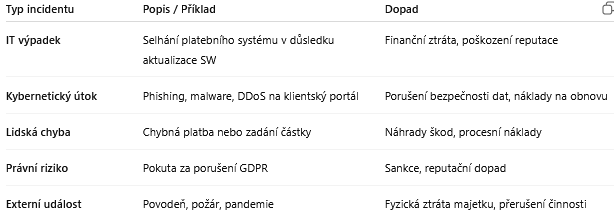 Typ incidentu Popis / Příklad Dopad
IT výpadek Selhání platebního systému v důsledku Finanční ztráta, poškození reputace
aktualizace SW
Kybernetický útok Phishing, malware, DDoS na klientský portál Porušení bezpečnosti dat, náklady na obnovu
Lidská chyba Chybná platba nebo zadání částky Náhrady škod, procesní náklady
Právní riziko Pokuta za porušení GDPR Sankce, reputační dopad
Externí událost Povodeň, požár, pandemie Fyzická ztráta majetku, přerušení činnosti